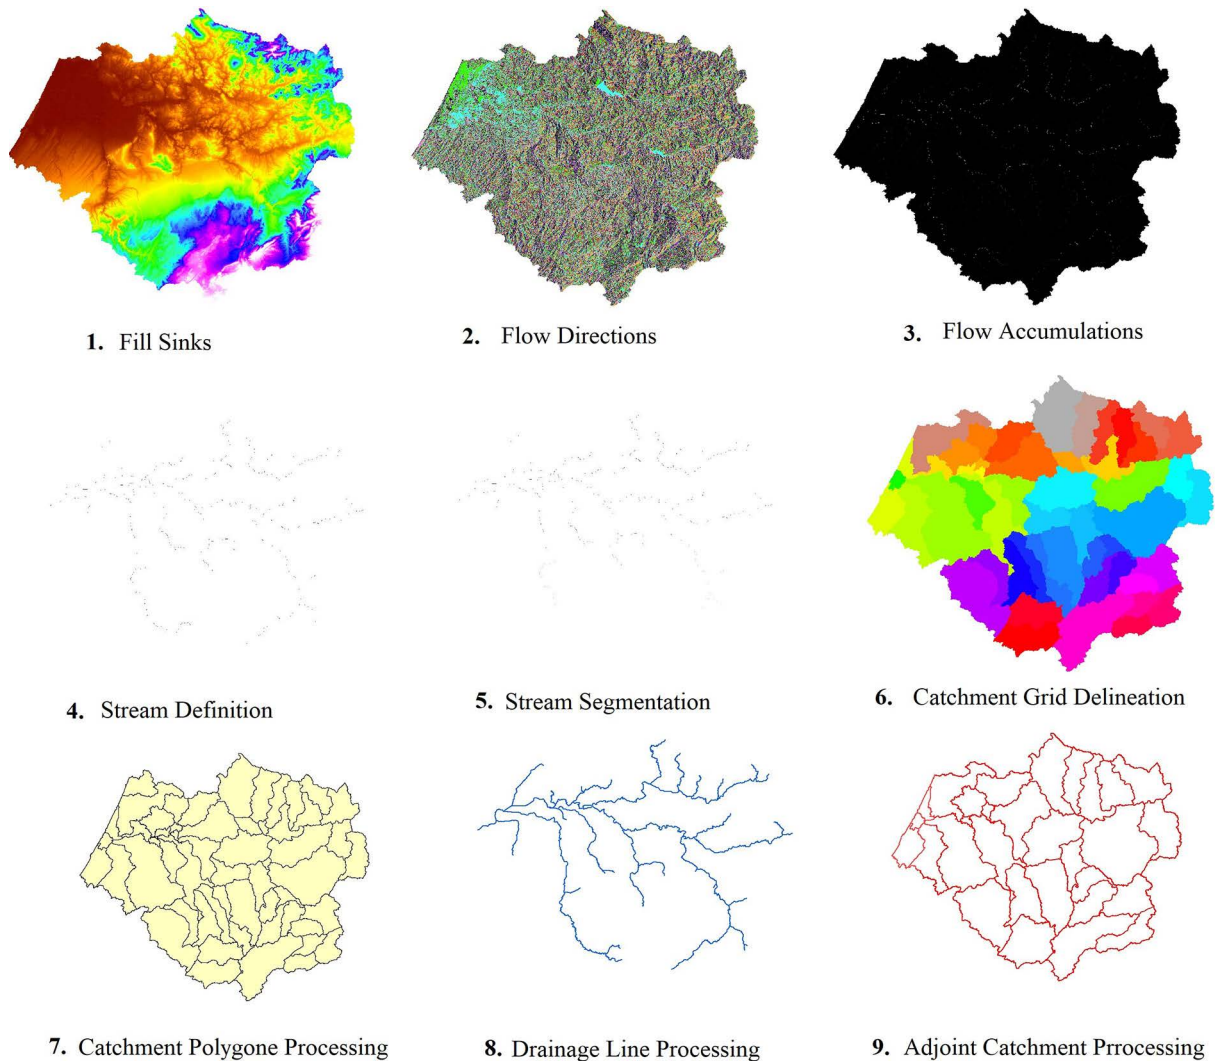 1. Fill Sinks
2. Flow Directions
3. Flow Accumulations
4. Stream Definition
5. Stream Segmentation
6. Catchment Grid Delineation
7. Catchment Polygone Processing
8. Drainage Line Processing
9. Adjoint Catchment Prrocessing